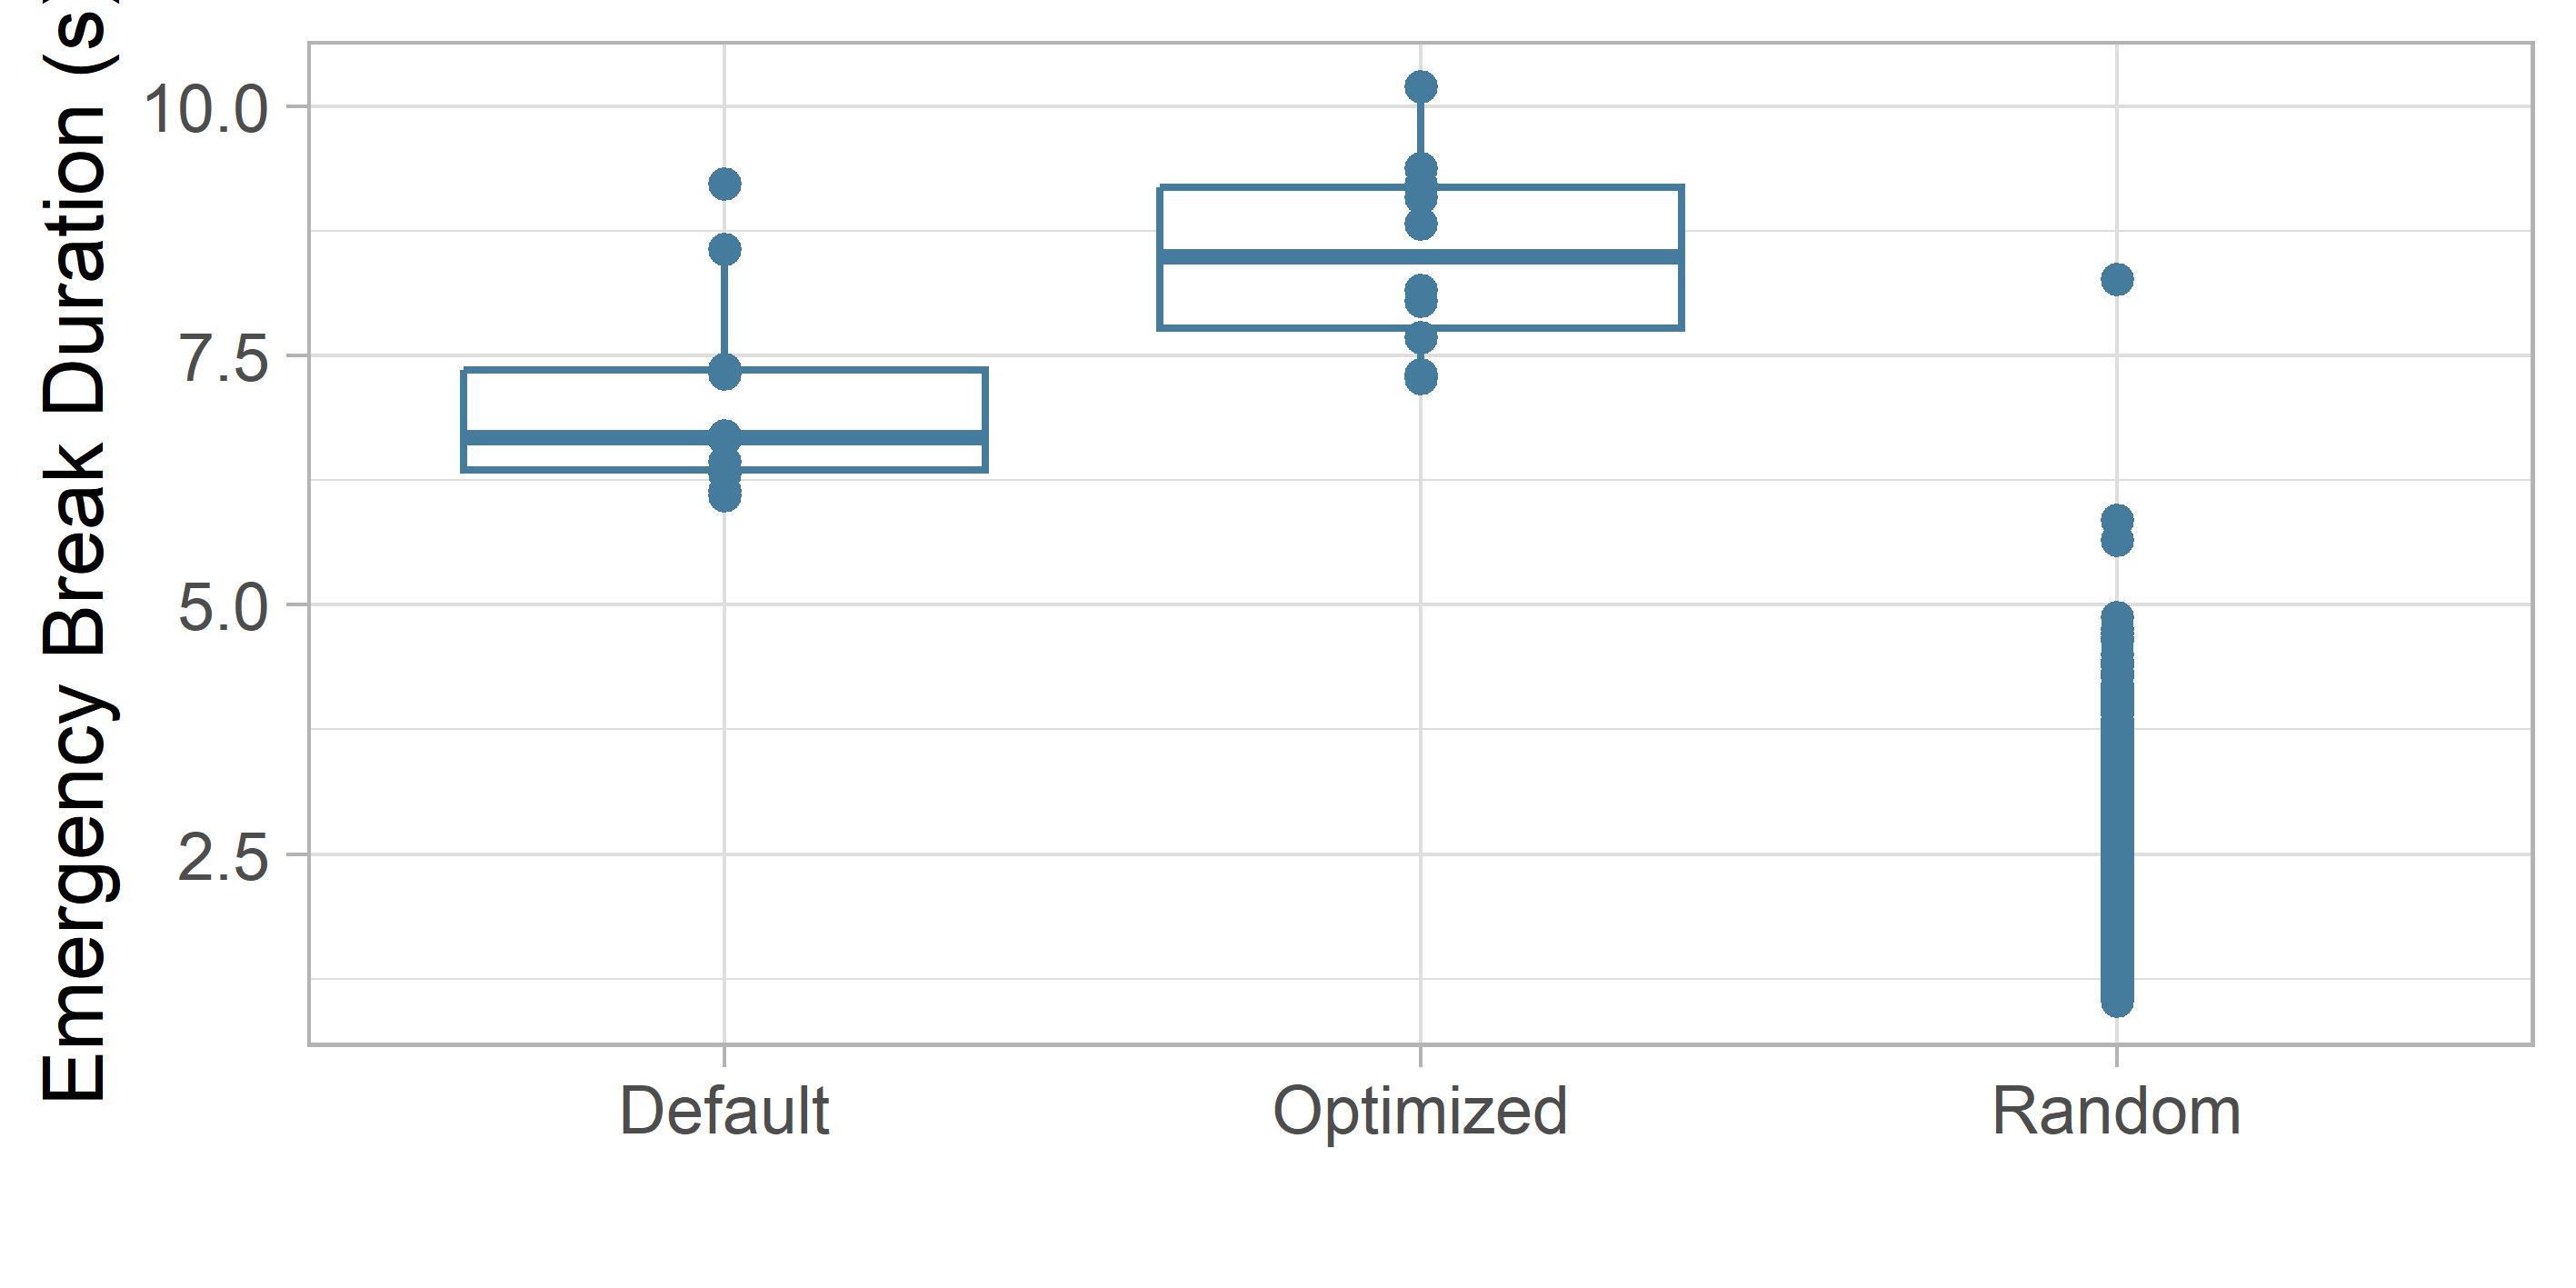 Emergency Break Duration (s)
10.0
7.5
5.0
2.5
Default
Optimized
Random